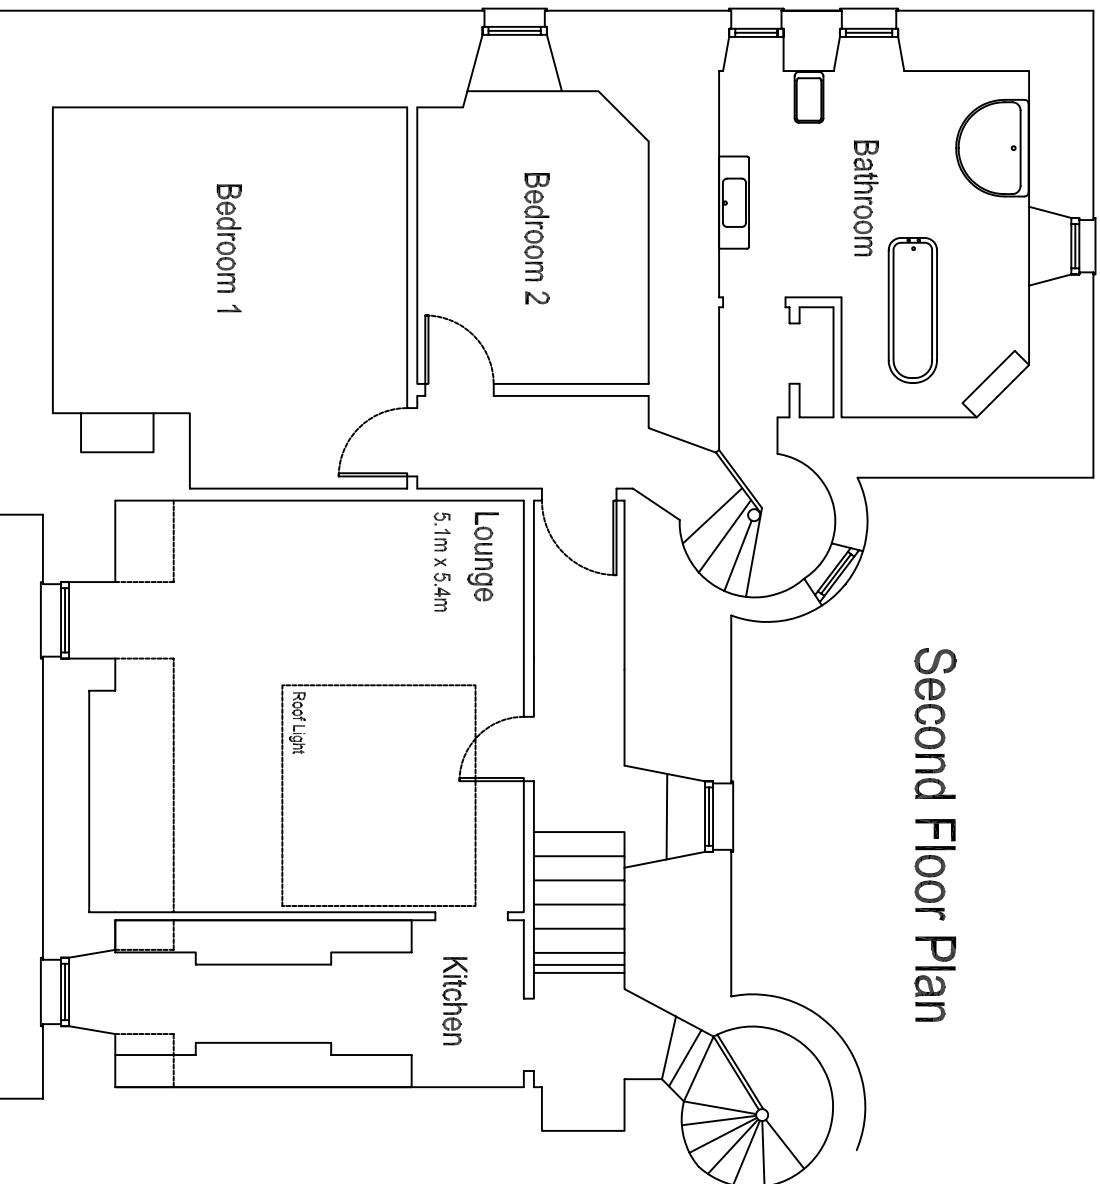 Second Floor Plan
Bathroom
Bedroom 2
Bedroom 1
Lounge
5.1m x 5.4m
Roof Light
Kitchen